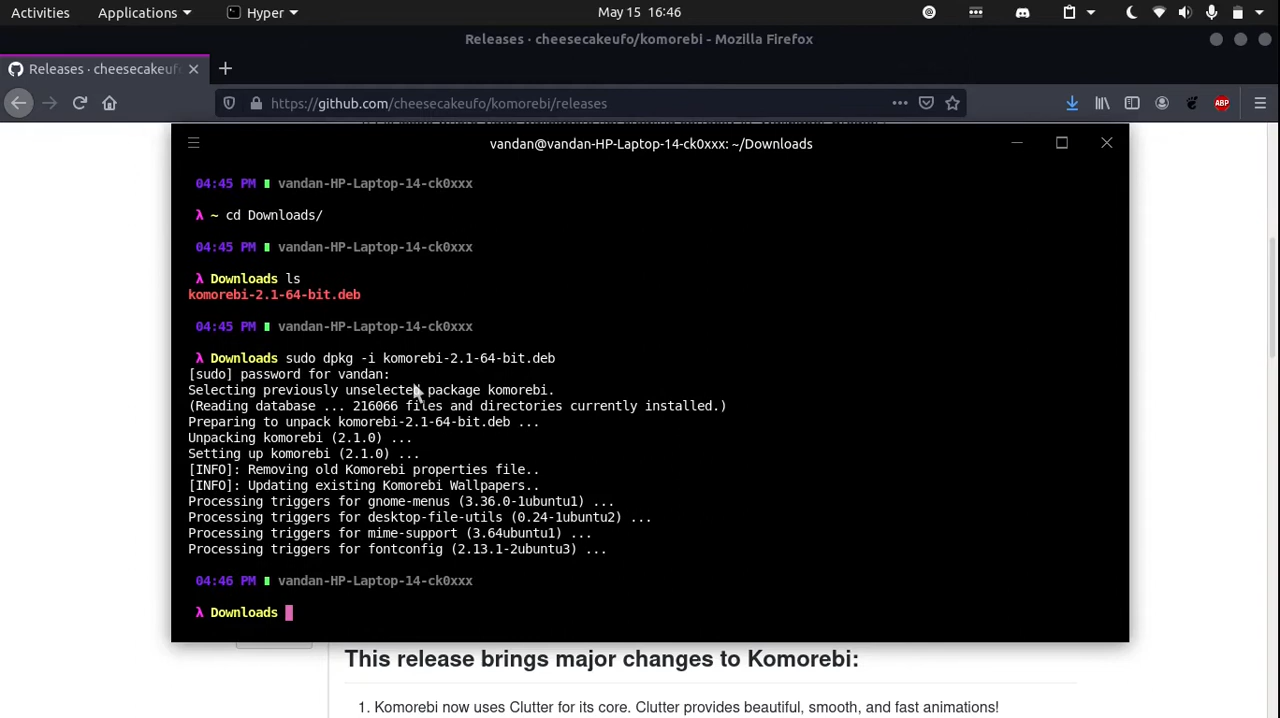 Activities Applications Hyper May 15 16:46
Releases · cheesecakeufo/komorebi - Mozilla Firefox
Releases · cheesecakeufo
https://github.com/cheesecakeufo/komorebi/releases ABP
vandan@vandan-HP-Laptop-14-ck0xxx: ~/Downloads
04:45 PM vandan-HP-Laptop-14-ck0xxx
λ ~ cd Downloads/
04:45 PM vandan-HP-Laptop-14-ck0xxx
λ Downloads ls
komorebi-2.1-64-bit.deb
04:45 PM vandan-HP-Laptop-14-ck0xxx
λ Downloads sudo dpkg -i komorebi-2.1-64-bit.deb
[sudo] password for vandan:
Selecting previously unselected package komorebi.
(Reading database ... 216066 files and directories currently installed.)
Preparing to unpack komorebi-2.1-64-bit.deb ...
Unpacking komorebi (2.1.0) ...
Setting up komorebi (2.1.0) ...
[INFO]: Removing old Komorebi properties file..
[INFO]: Updating existing Komorebi Wallpapers..
Processing triggers for gnome-menus (3.36.0-1ubuntu1) ...
Processing triggers for desktop-file-utils (0.24-1ubuntu2) ...
Processing triggers for mime-support (3.64ubuntu1) ...
Processing triggers for fontconfig (2.13.1-2ubuntu3) ...
04:46 PM vandan-HP-Laptop-14-ck0xxx
λ Downloads
This release brings major changes to Komorebi:
1. Komorebi now uses Clutter for its core. Clutter provides beautiful, smooth, and fast animations!